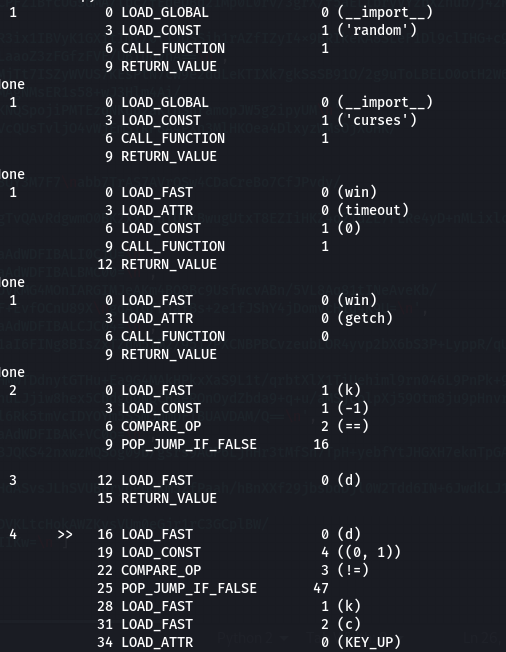 1 0 LOAD_GLOBAL 0 (__import__)
3 LOAD_CONST 1 ('random')
6 CALL_FUNCTION 1
9 RETURN_VALUE
one
1 0 LOAD_GLOBAL 0 (__import__)
3 LOAD_CONST 1 ('curses')
6 CALL_FUNCTION 1
9 RETURN_VALUE
one
1 0 LOAD_FAST 0 (win)
3 LOAD_ATTR 0 (timeout)
6 LOAD_CONST 1 (0)
9 CALL_FUNCTION 1
12 RETURN_VALUE
one
1 0 LOAD_FAST 0 (win)
3 LOAD_ATTR 0 (getch)
6 CALL_FUNCTION 0
9 RETURN_VALUE
one
2 0 LOAD_FAST 1 (k)
3 LOAD_CONST 1 (-1)
6 COMPARE_OP 2 (==)
9 POP_JUMP_IF_FALSE 16
3 12 LOAD_FAST 0 (d)
15 RETURN_VALUE
4 >> 16 LOAD_FAST 0 (d)
19 LOAD_CONST 4 ((0, 1))
22 COMPARE_OP 3 (!=)
25 POP_JUMP_IF_FALSE 47
28 LOAD_FAST 1 (k)
31 LOAD_FAST 2 (c)
34 LOAD_ATTR 0 (KEY_UP)